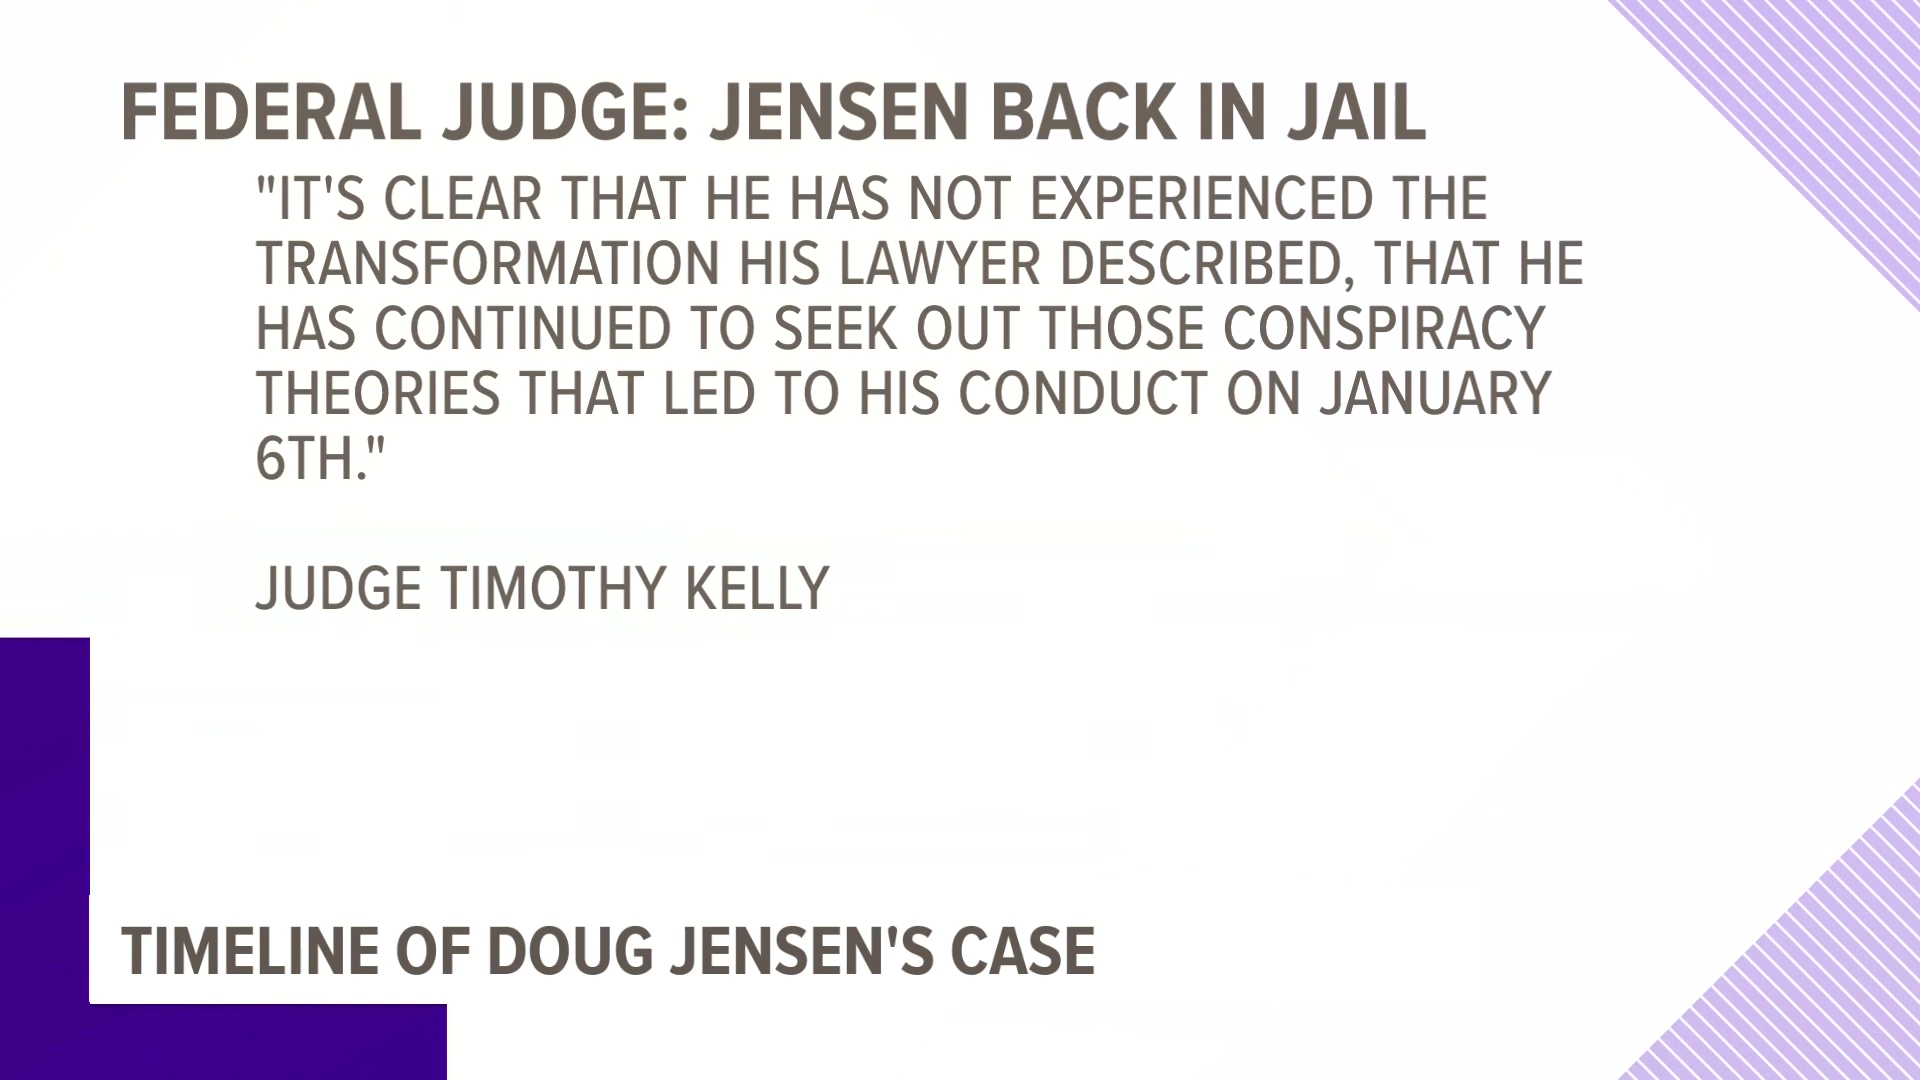 FEDERAL JUDGE: JENSEN BACK IN JAIL
"IT'S CLEAR THAT HE HAS NOT EXPERIENCED THE
TRANSFORMATION HIS LAWYER DESCRIBED, THAT HE
HAS CONTINUED TO SEEK OUT THOSE CONSPIRACY
THEORIES THAT LED TO HIS CONDUCT ON JANUARY
6TH."
JUDGE TIMOTHY KELLY
TIMELINE OF DOUG JENSEN'S CASE